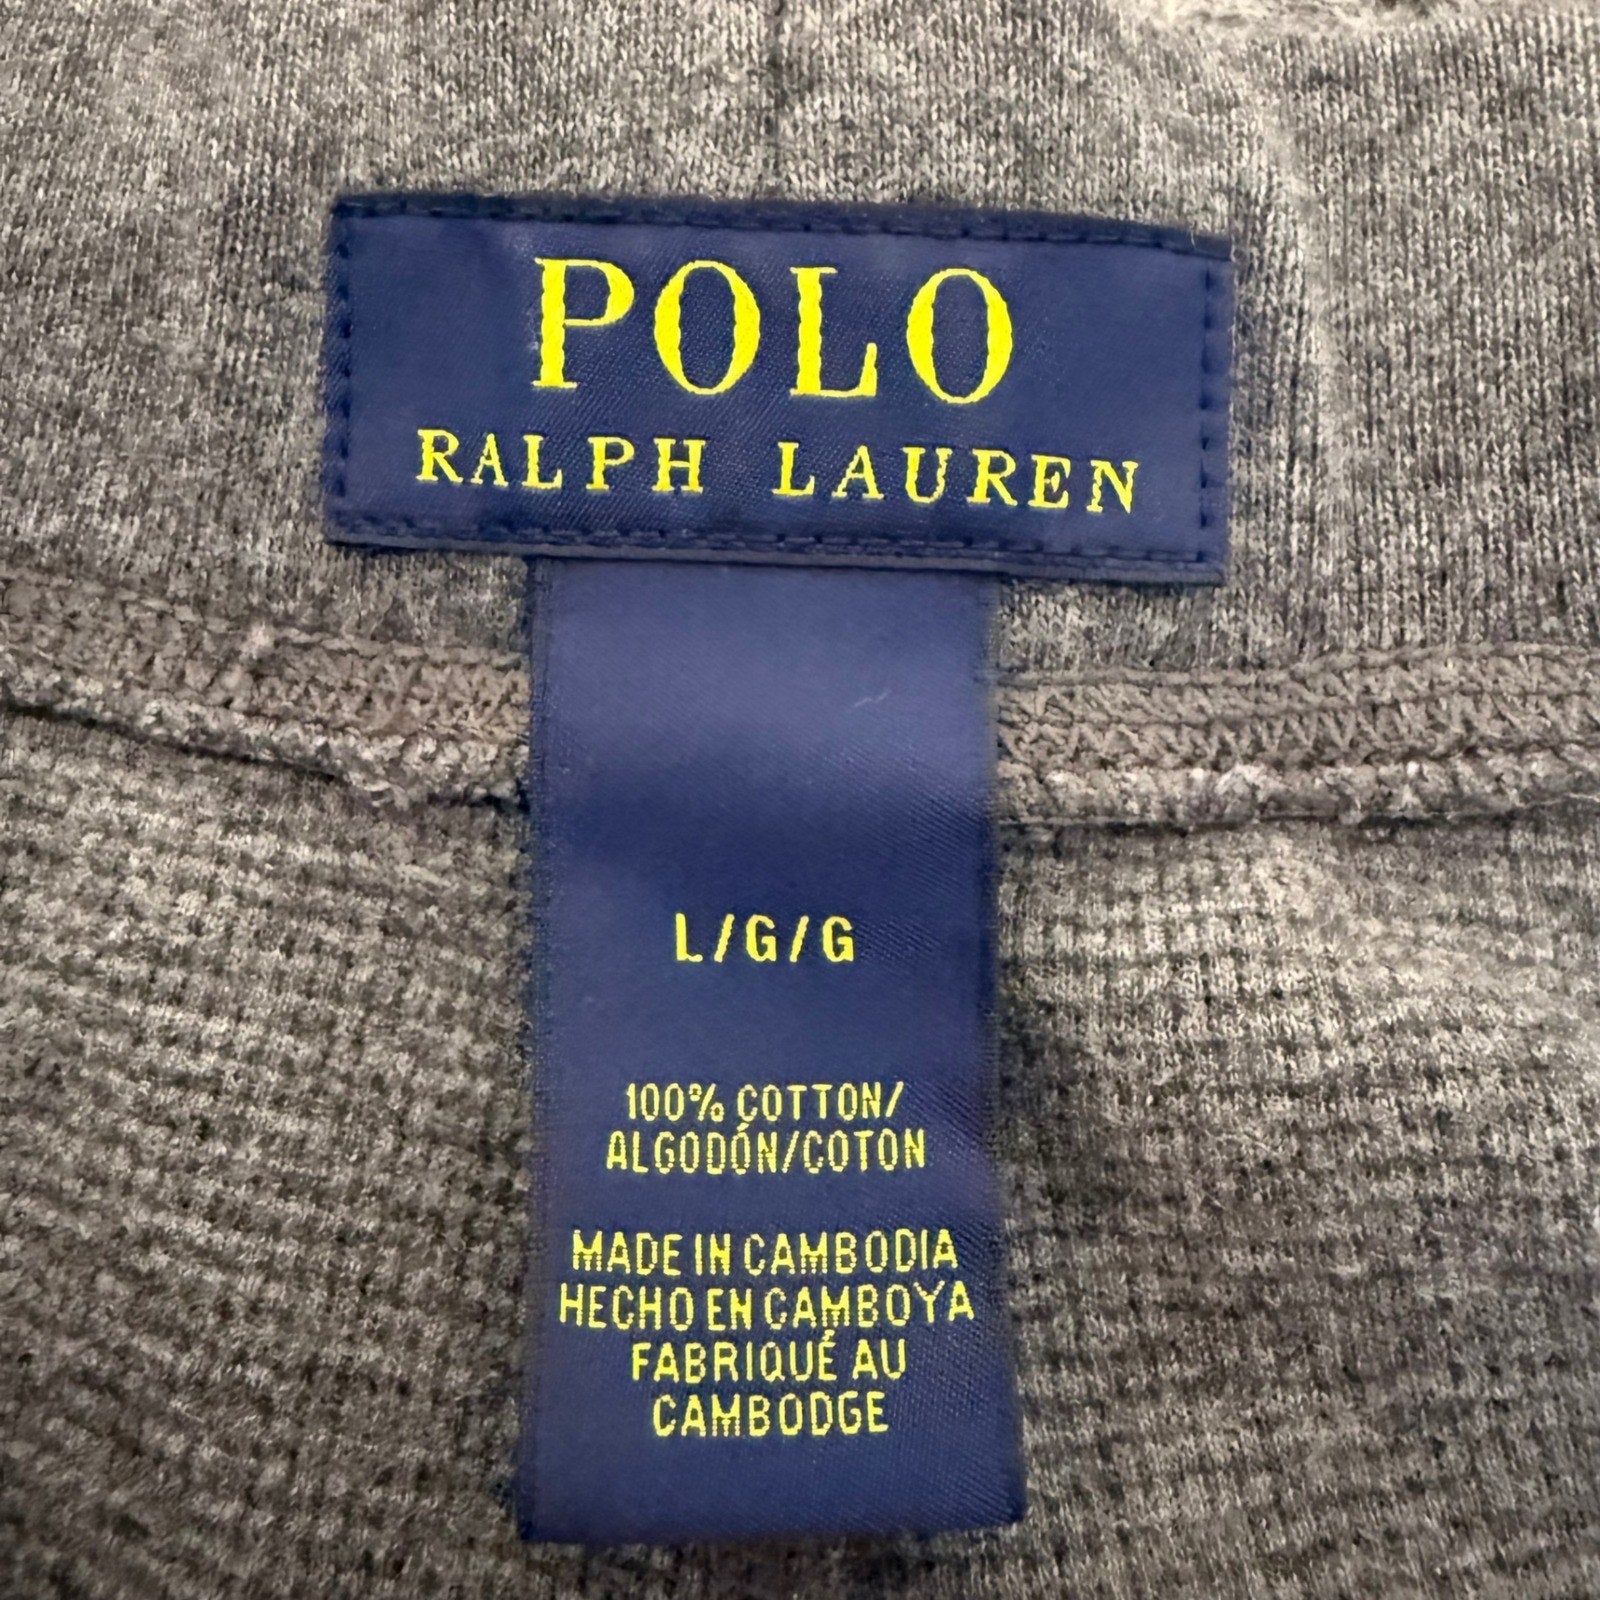 POLO
RALPH LAUREN
L/G/G
100% COTTON/
ALGODÓN/COTON
MADE IN CAMBODIA
HECHO EN CAMBOYA
FABRIQUÉ AU
CAMBODGE